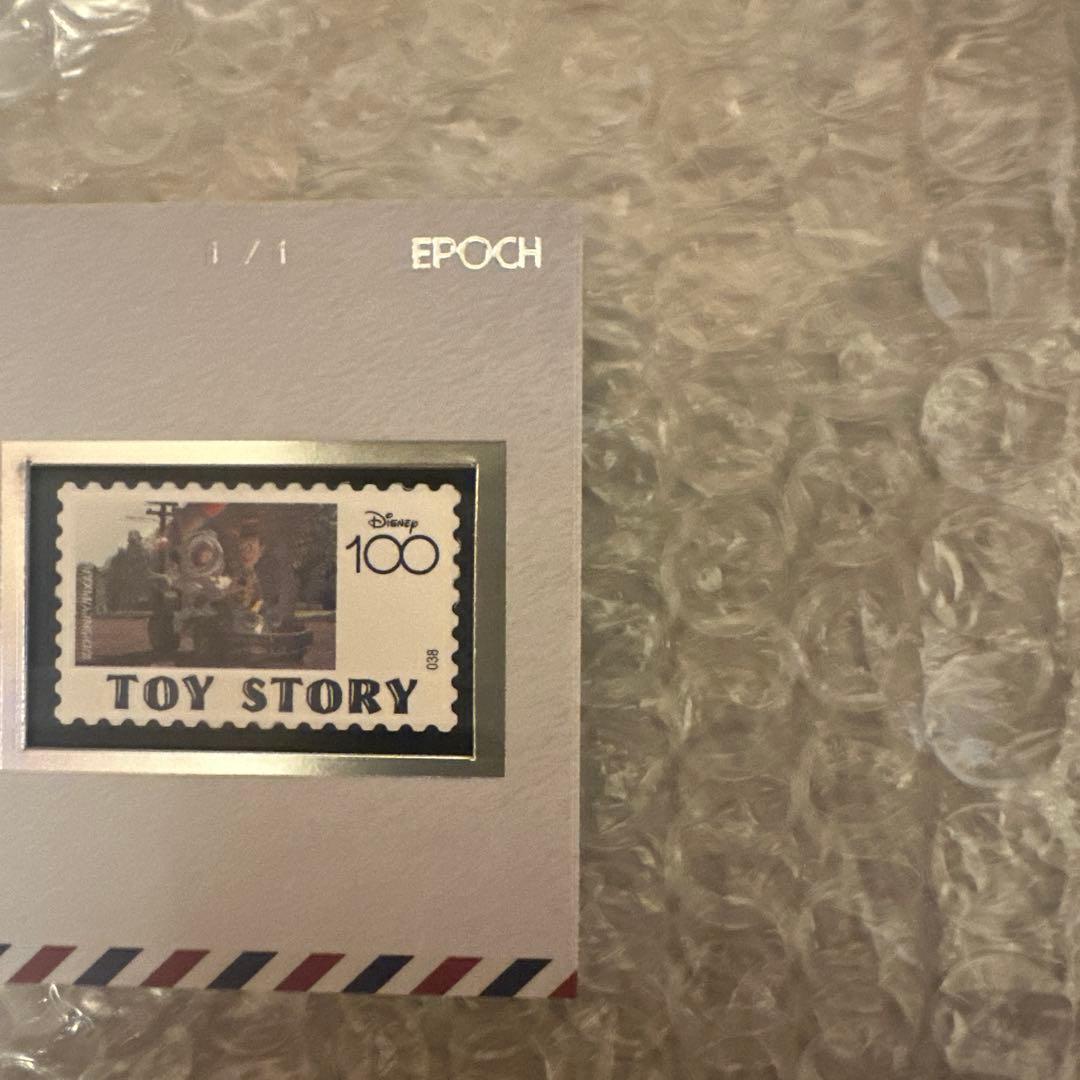 1 / 1
EPOCH
Disney
100
038
TOY STORY